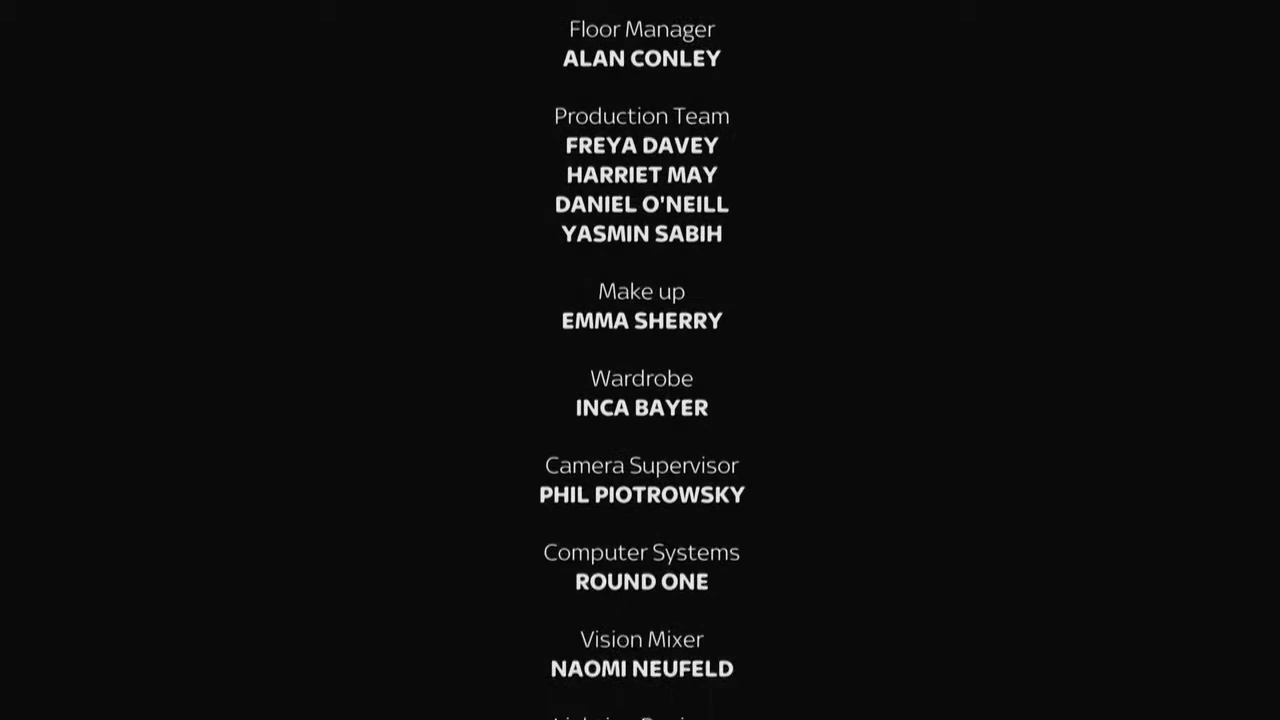 Floor Manager
ALAN CONLEY
Production Team
FREYA DAVEY
HARRIET MAY
DANIEL O'NEILL
YASMIN SABIH
Make up
EMMA SHERRY
Wardrobe
INCA BAYER
Camera Supervisor
PHIL PIOTROWSKY
Computer Systems
ROUND ONE
Vision Mixer
NAOMI NEUFELD